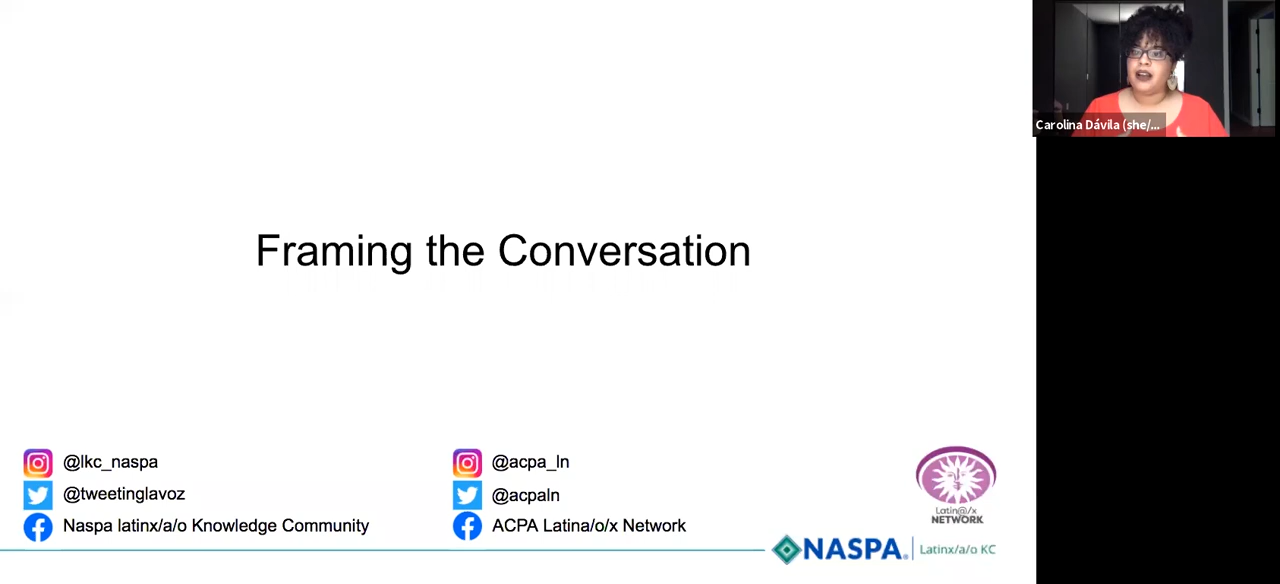 Carolina Dávila (she/...
Framing the Conversation
@lkc_naspa
@tweetinglavoz
Naspa latinx/a/o Knowledge Community
@acpa_ln
@acpaln
ACPA Latina/o/x Network
Latin@/x
NETWORK
NASPA. Latinx/a/o KC